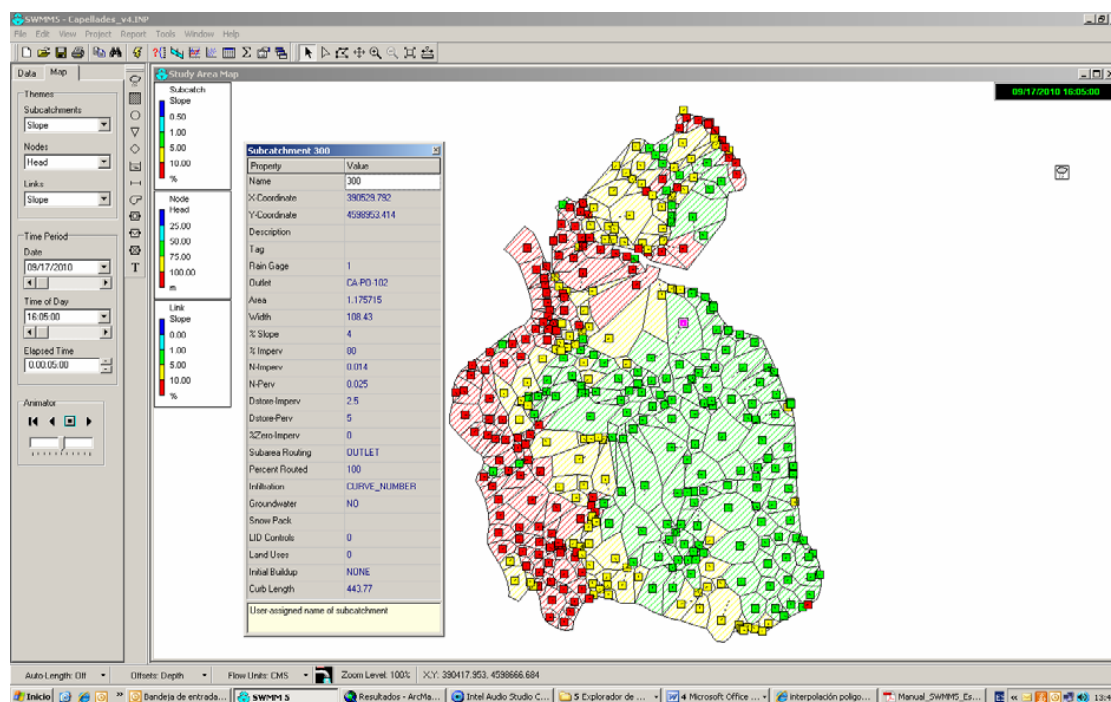 SWMM5 - Capellades_v4.INP
File Edit View Project Report Tools Window Help
Data Map
Themes
Subcatchments
Slope
Nodes
Head
Links
Slope
Time Period
Date
09/17/2010
Time of Day
16:05:00
Elapsed Time
0.00:05:00
Animator
T
Study Area Map
09/17/2010 16:05:00
Subcatch
Slope
0.50
1.00
5.00
10.00
%
Node
Head
25.00
50.00
75.00
100.00
m
Link
Slope
0.00
1.00
5.00
10.00
%
Subcatchment 300
Property Value
Name 300
X-Coordinate 390529.792
Y-Coordinate 4598953.414
Description
Tag
Rain Gage 1
Outlet CA-PO-102
Area 1.175715
Width 108.43
% Slope 4
% Imperv 80
N-Imperv 0.014
N-Perv 0.025
Dstore-Imperv 2.5
Dstore-Perv 5
%Zero-Imperv 0
Subarea Routing OUTLET
Percent Routed 100
Infiltration CURVE_NUMBER
Groundwater NO
Snow Pack
LID Controls 0
Land Uses 0
Initial Buildup NONE
Curb Length 443.77
User-assigned name of subcatchment
Auto-Length: Off Offsets: Depth Flow Units: CMS Zoom Level: 100% X,Y: 390417.953, 4598666.684
Inicio » Bandeja de entrada... SWMM 5 Resultados - ArcMa... Intel Audio Studio C... 5 Explorador de ... 4 Microsoft Office ... interpolación poligo... Manual_SWMM5_Es... « 13:4